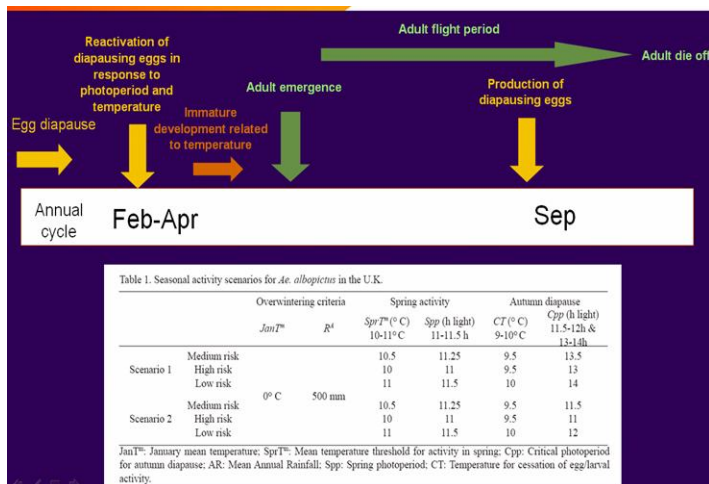 Adult flight period
Reactivation of
diapausing eggs in
response to
photoperiod and
temperature
Adult die off
Adult emergence
Production of
diapausing eggs
Egg diapause
Immature
development related
to temperature
Annual
cycle
Feb-Apr
Sep
Table 1. Seasonal activity scenarios for Ae. albopictus in the U.K.
Overwintering criteria Spring activity Autumn diapause
JanTᵐ Rᴬ SprTᵐ (° C) 10-11° C Spp (h light) 11-11.5 h CT (° C) 9-10° C Cpp (h light) 11.5-12h & 13-14h
Medium risk 10.5 11.25 9.5 13.5
Scenario 1 High risk 10 11 9.5 13
Low risk 11 11.5 10 14
0° C 500 mm
Medium risk 10.5 11.25 9.5 11.5
Scenario 2 High risk 10 11 9.5 11
Low risk 11 11.5 10 12
JanTᵐ: January mean temperature; SprTᵐ: Mean temperature threshold for activity in spring; Cpp: Critical photoperiod
for autumn diapause; AR: Mean Annual Rainfall; Spp: Spring photoperiod; CT: Temperature for cessation of egg/larval
activity.